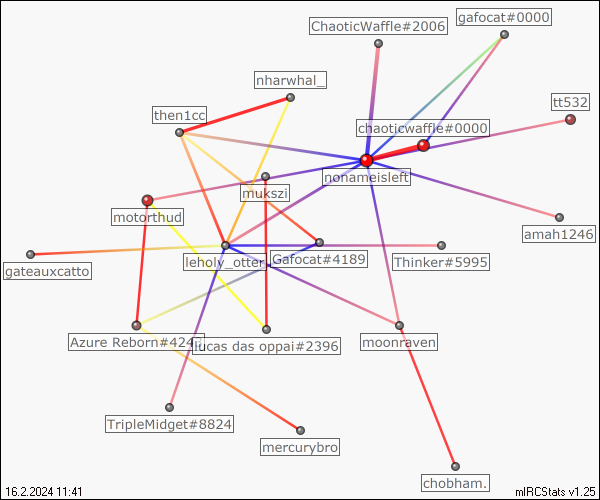 gafocat#0000
ChaoticWaffle#2006
nharwhal_
tt532
then1cc
chaoticwaffle#0000
nonameisleft
mukszi
motorthud
amah1246
leholy_otter
Gafocat#4189
Thinker#5995
gateauxcatto
Azure Reborn#424
lucas das oppai#2396
moonraven
TripleMidget#8824
mercurybro
chobham.
16.2.2024 11:41
mIRCStats v1.25